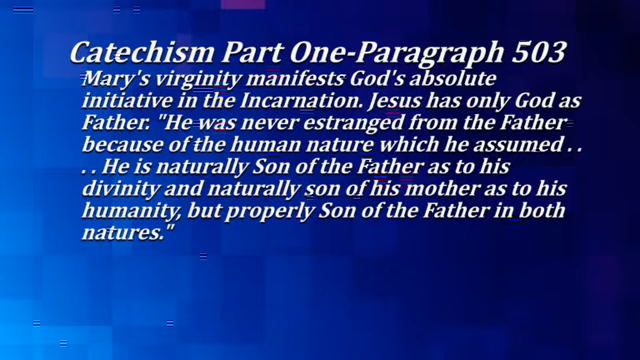 Catechism Part One-Paragraph 503
Mary's virginity manifests God's absolute
initiative in the Incarnation. Jesus has only God as
Father. "He was never estranged from the Father
because of the human nature which he assumed . .
. . He is naturally Son of the Father as to his
divinity and naturally son of his mother as to his
humanity, but properly Son of the Father in both
natures."